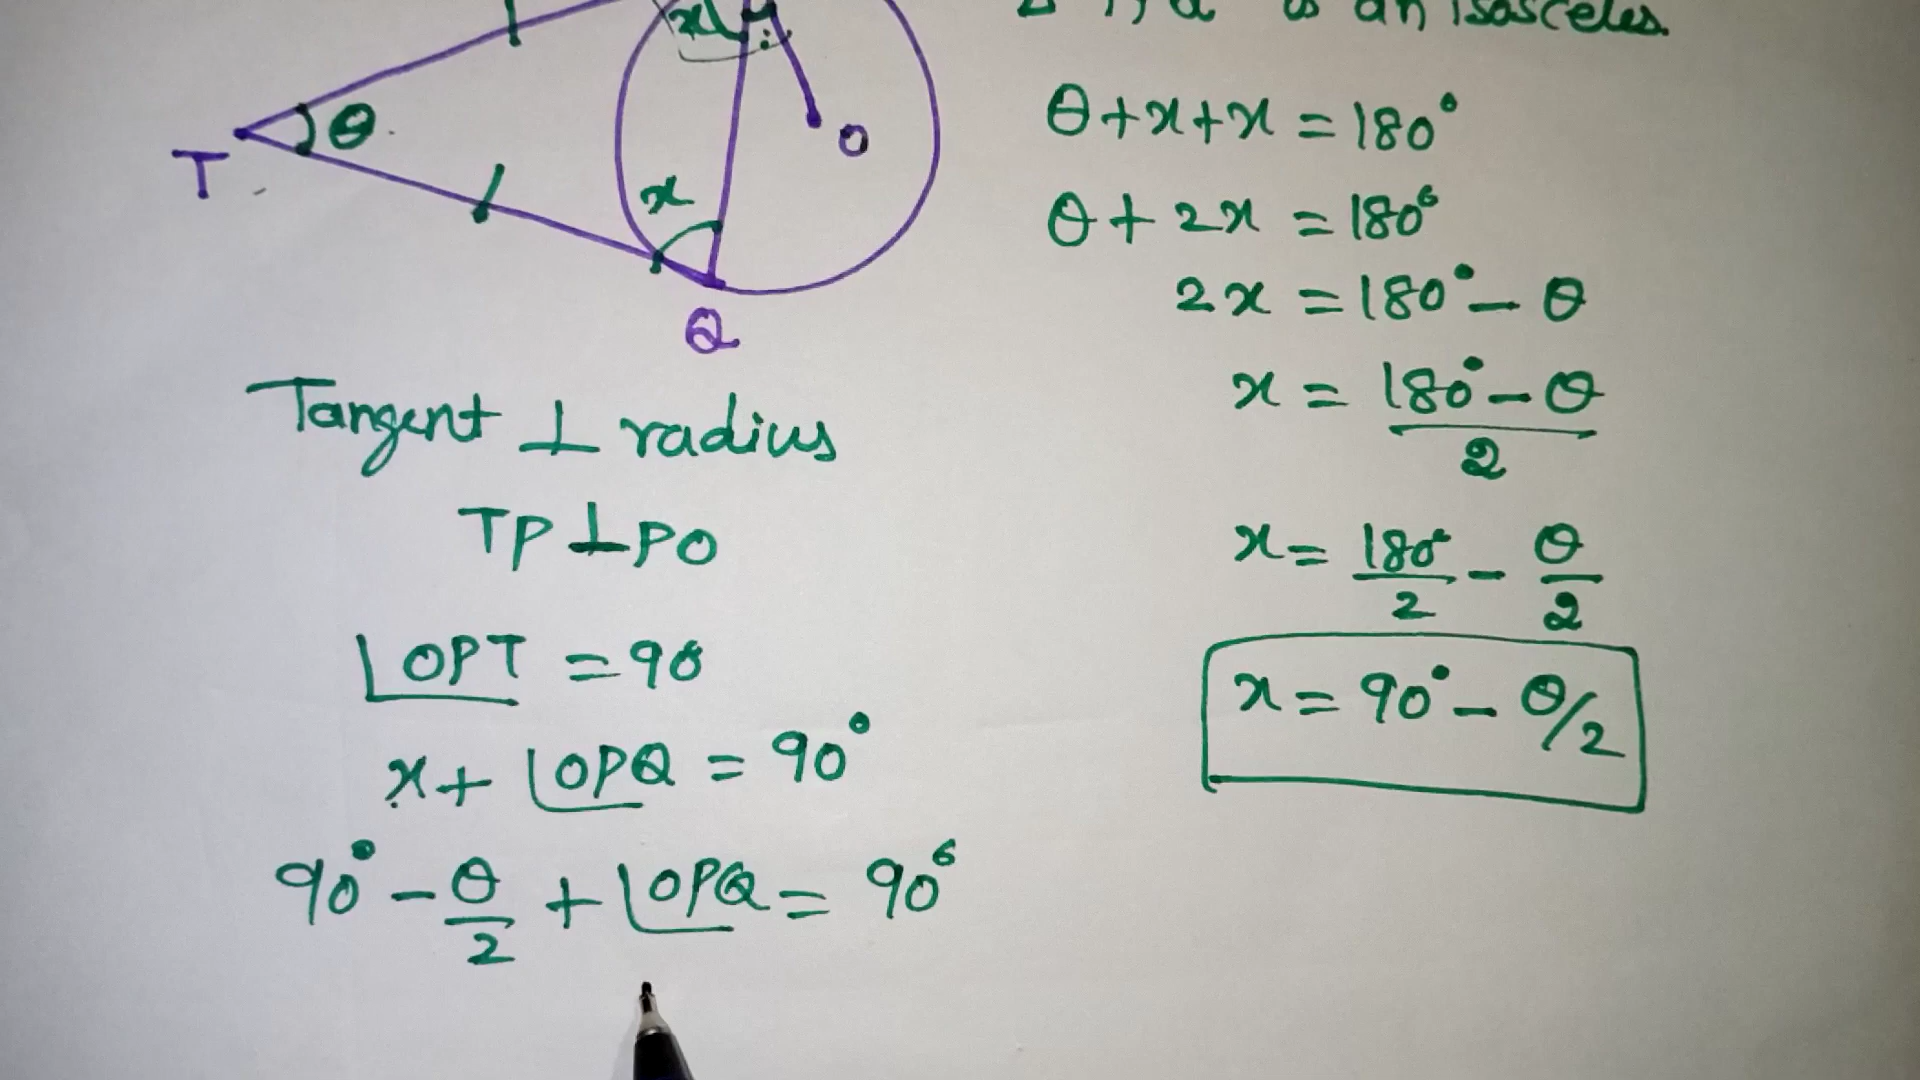 is an isosceles.
x
θ
T
O
x
Q
θ+x+x = 180°
θ + 2x = 180°
2x = 180° - θ
x = 180° - θ / 2
x = 180° / 2 - θ / 2
x = 90° - θ/2
Tangent ⊥ radius
TP ⊥ PO
∠OPT = 90°
x + ∠OPQ = 90°
90° - θ/2 + ∠OPQ = 90°